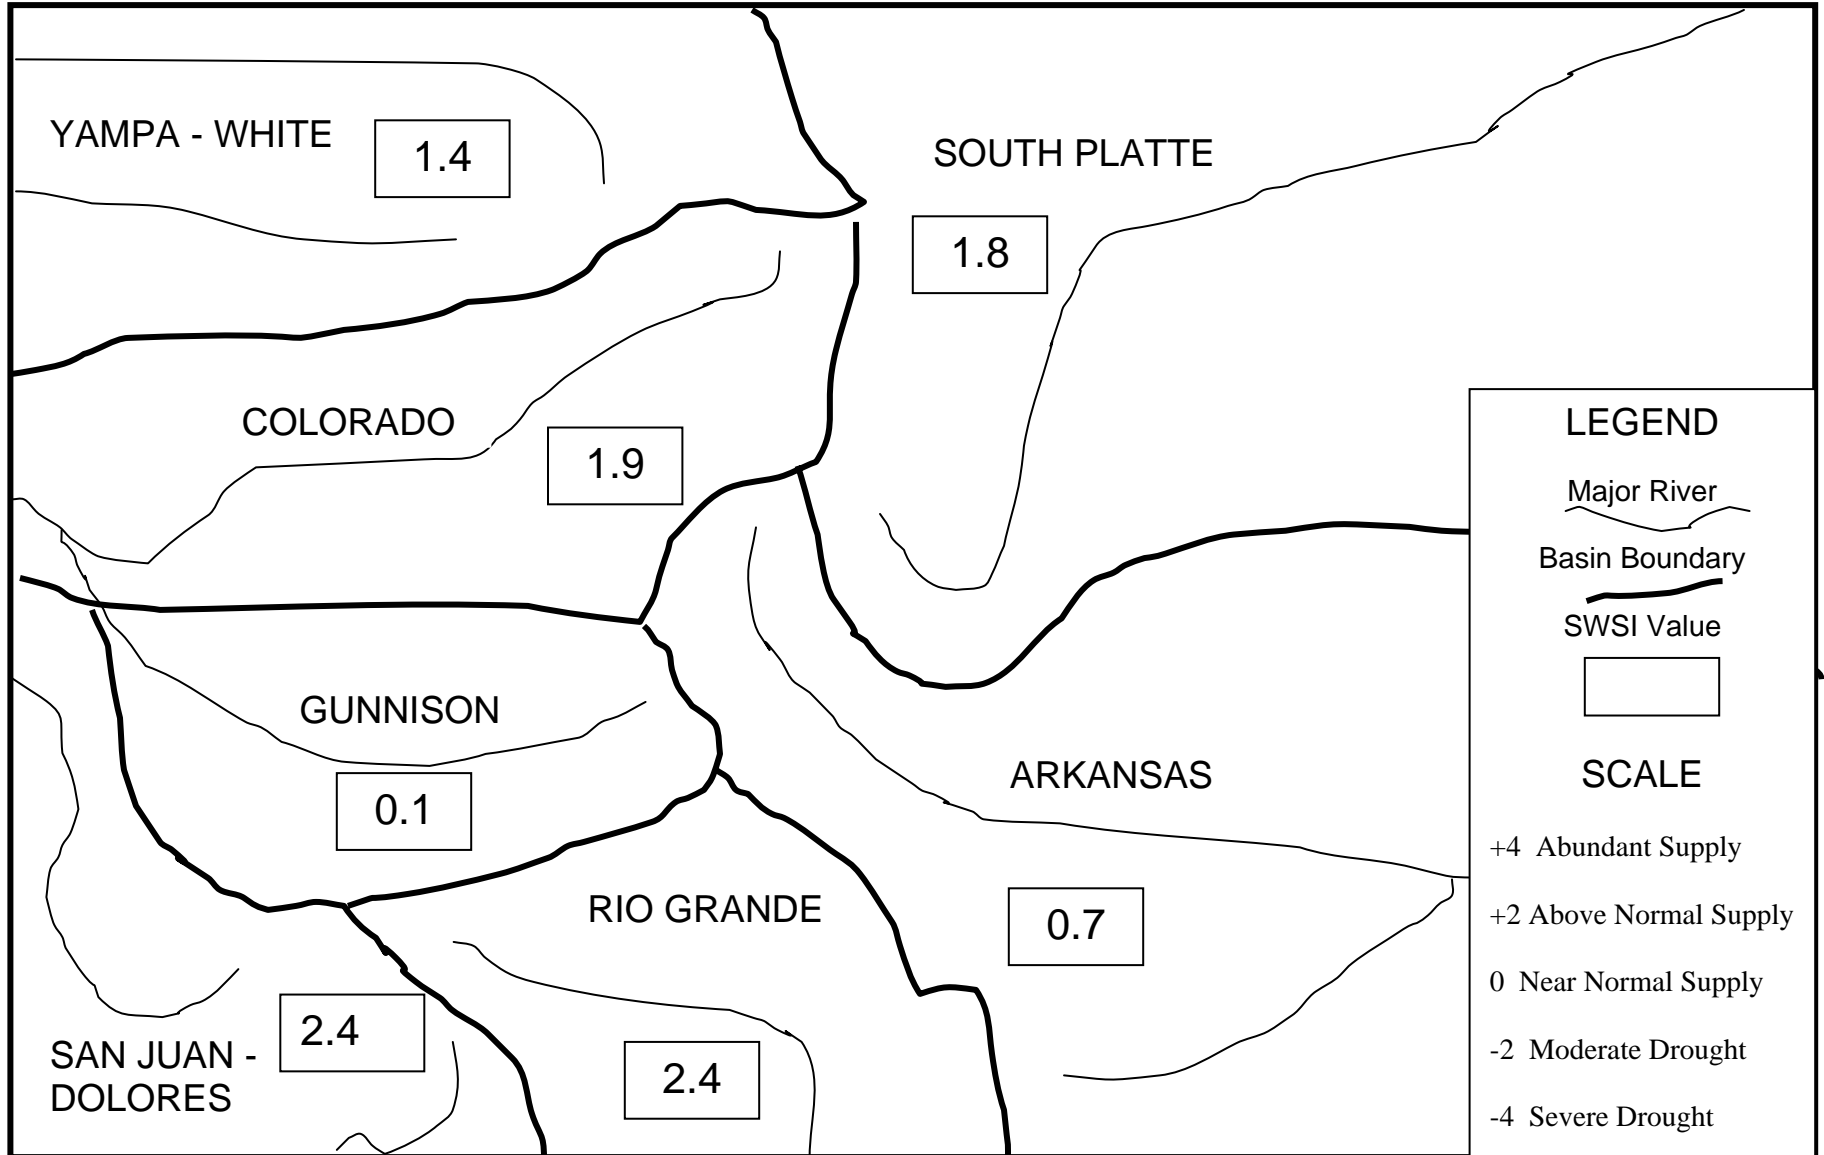 YAMPA - WHITE
1.4
SOUTH PLATTE
1.8
COLORADO
1.9
GUNNISON
0.1
ARKANSAS
0.7
RIO GRANDE
2.4
SAN JUAN -
DOLORES
2.4
LEGEND
Major River
Basin Boundary
SWSI Value
SCALE
+4 Abundant Supply
+2 Above Normal Supply
0 Near Normal Supply
-2 Moderate Drought
-4 Severe Drought